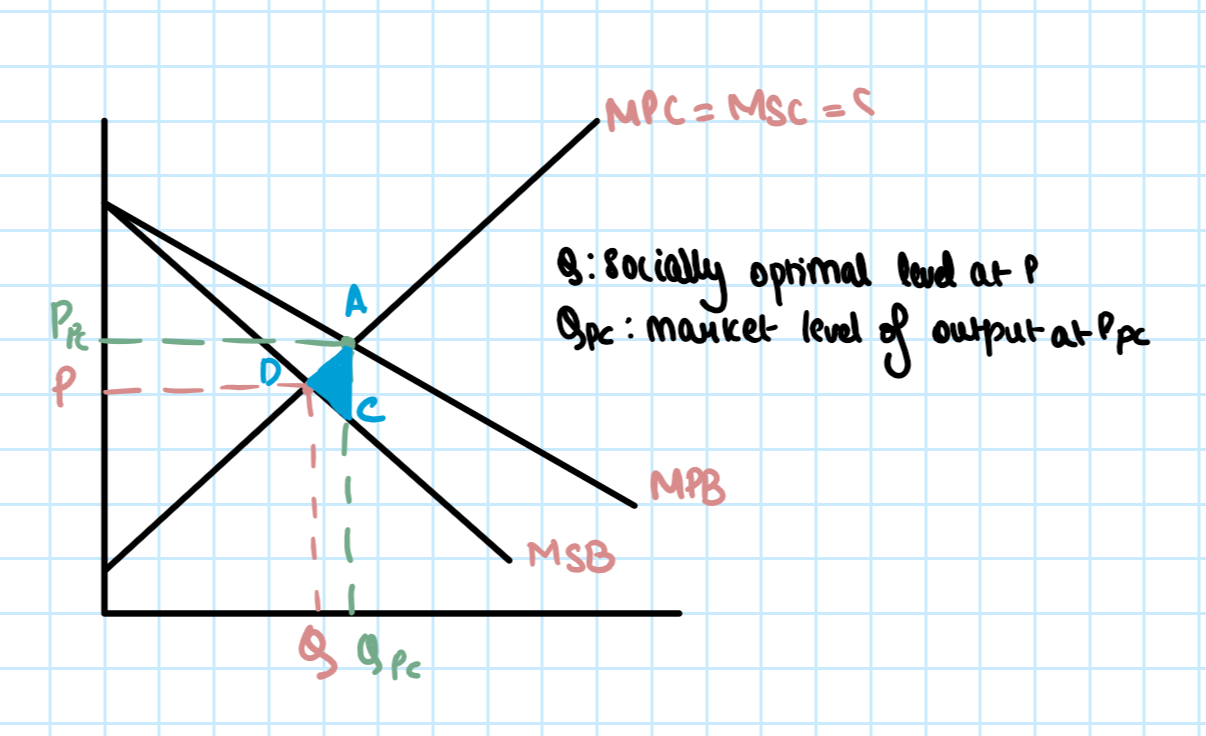 MPC = MSC = S
A
Q: Socially optimal level at P
Qpc: market level of output at Ppc
Ppc
D
P
C
MPB
MSB
Q
Qpc